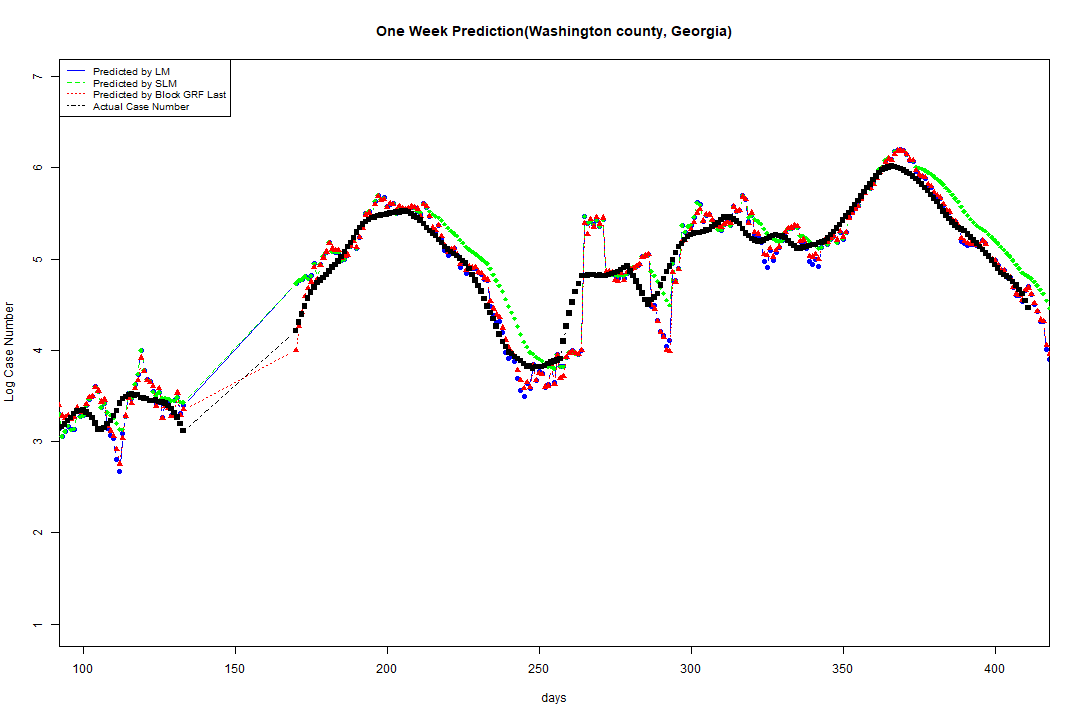 One Week Prediction(Washington county, Georgia)
Predicted by LM
Predicted by SLM
Predicted by Block GRF Last
Actual Case Number
7
6
5
4
3
2
1
Log Case Number
100 150 200 250 300 350 400
days